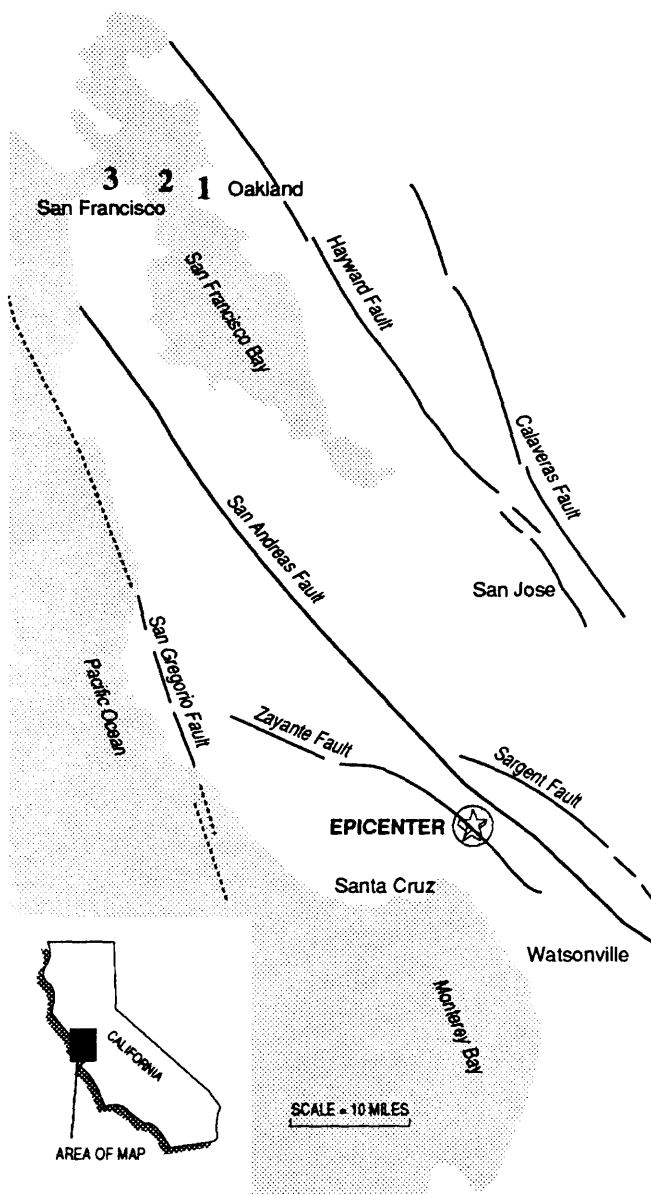 3 2 1 Oakland
San Francisco
San Francisco Bay
Hayward Fault
Calaveras Fault
San Andreas Fault
San Jose
San Gregorio Fault
Pacific Ocean
Zayante Fault
Sargent Fault
EPICENTER
Santa Cruz
Watsonville
Monterey Bay
CALIFORNIA
SCALE = 10 MILES
AREA OF MAP